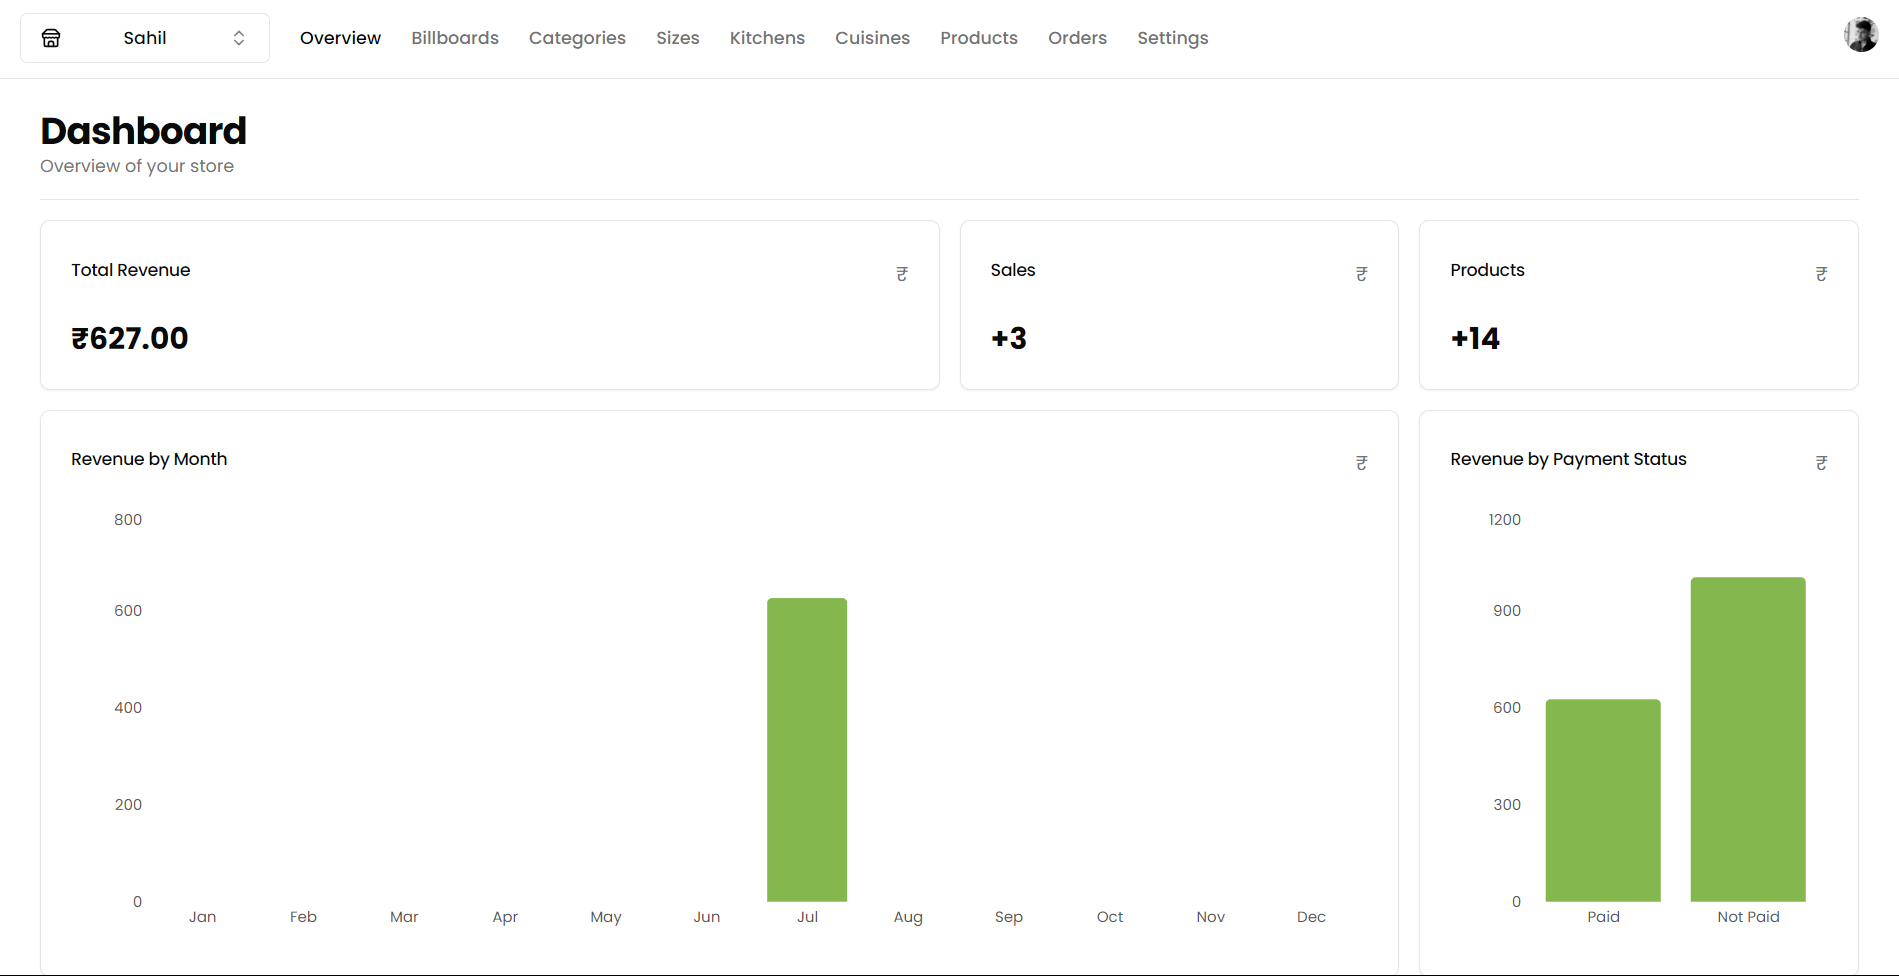 Sahil
Overview Billboards Categories Sizes Kitchens Cuisines Products Orders Settings
Dashboard
Overview of your store
Total Revenue ₹
₹627.00
Sales ₹
+3
Products ₹
+14
Revenue by Month ₹
800
600
400
200
0
Jan Feb Mar Apr May Jun Jul Aug Sep Oct Nov Dec
Revenue by Payment Status ₹
1200
900
600
300
0
Paid Not Paid